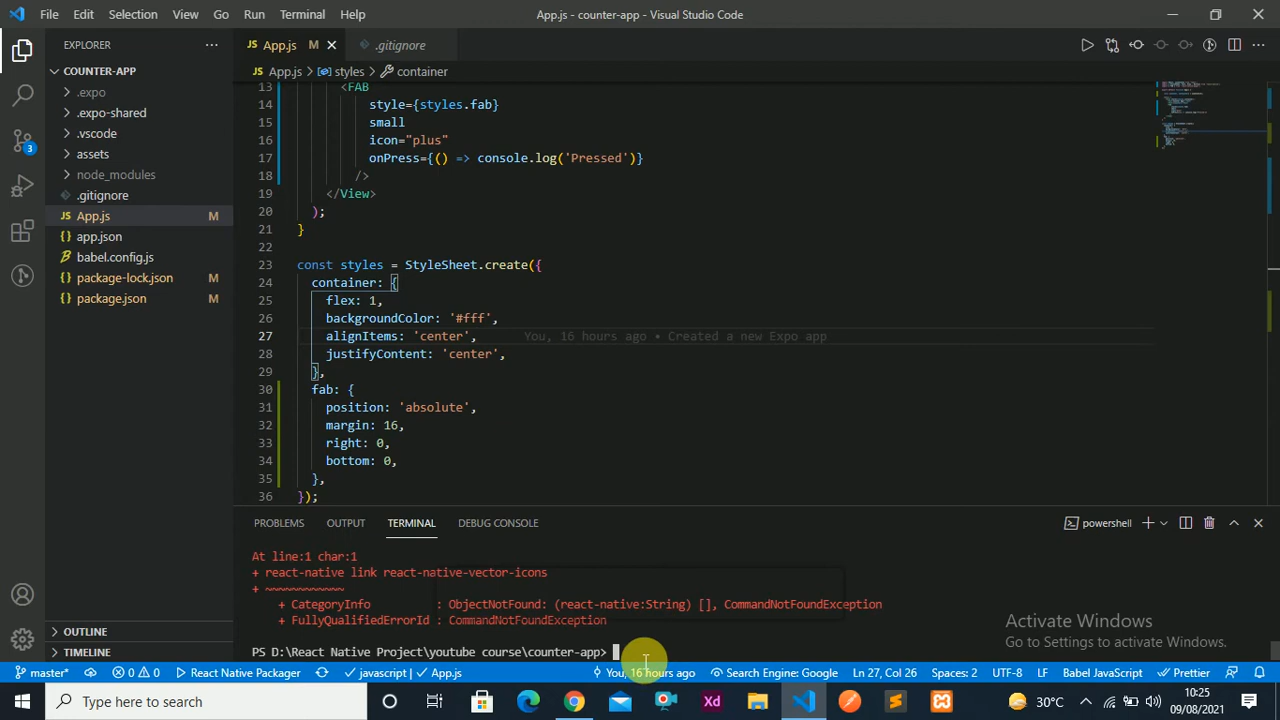 File Edit Selection View Go Run Terminal Help
App.js - counter-app - Visual Studio Code
EXPLORER
COUNTER-APP
.expo
.expo-shared
.vscode
assets
node_modules
.gitignore
JS App.js M
app.json
babel.config.js
package-lock.json M
package.json M
OUTLINE
TIMELINE
3
JS App.js M
.gitignore
JS App.js > styles > container
13 <FAB
14 style={styles.fab}
15 small
16 icon="plus"
17 onPress={() => console.log('Pressed')}
18 />
19 </View>
20 );
21 }
22
23 const styles = StyleSheet.create({
24 container: {
25 flex: 1,
26 backgroundColor: '#fff',
27 alignItems: 'center', You, 16 hours ago • Created a new Expo app
28 justifyContent: 'center',
29 },
30 fab: {
31 position: 'absolute',
32 margin: 16,
33 right: 0,
34 bottom: 0,
35 },
36 });
PROBLEMS OUTPUT TERMINAL DEBUG CONSOLE
powershell
At line:1 char:1
+ react-native link react-native-vector-icons
+ ~~~~~~~~~~~~
+ CategoryInfo : ObjectNotFound: (react-native:String) [], CommandNotFoundException
+ FullyQualifiedErrorId : CommandNotFoundException
PS D:\React Native Project\youtube course\counter-app>
Activate Windows
Go to Settings to activate Windows.
master* 0 0 React Native Packager javascript | App.js You, 16 hours ago Search Engine: Google Ln 27, Col 26 Spaces: 2 UTF-8 LF Babel JavaScript Prettier
Type here to search
Xd
30°C
10:25
09/08/2021